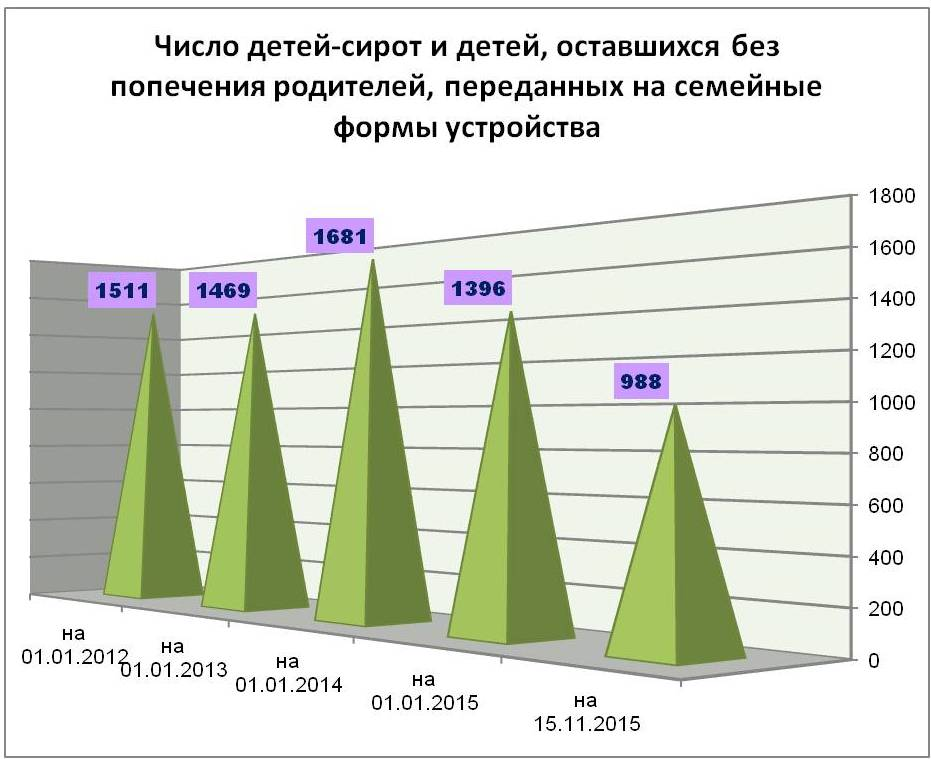 Число детей-сирот и детей, оставшихся без
попечения родителей, переданных на семейные
формы устройства
1511
1469
1681
1396
988
1800
1600
1400
1200
1000
800
600
400
200
0
на
01.01.2012
на
01.01.2013
на
01.01.2014
на
01.01.2015
на
15.11.2015